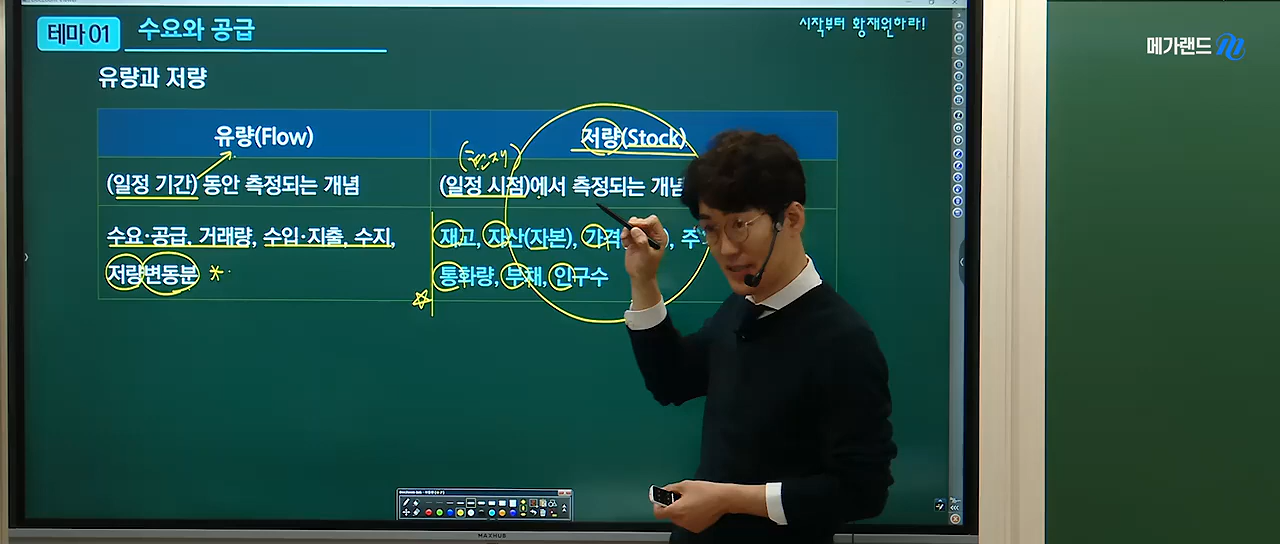 테마 01 수요와 공급
시작부터 황재원하라!
메가랜드
유량과 저량
유량(Flow) 저량(Stock)
(현재)
(일정 기간) 동안 측정되는 개념 (일정 시점)에서 측정되는 개념
수요·공급, 거래량, 수입·지출, 수지, 재고, 자산(자본), 가격
저량변동분 통화량, 부채, 인구수
MAXHUB